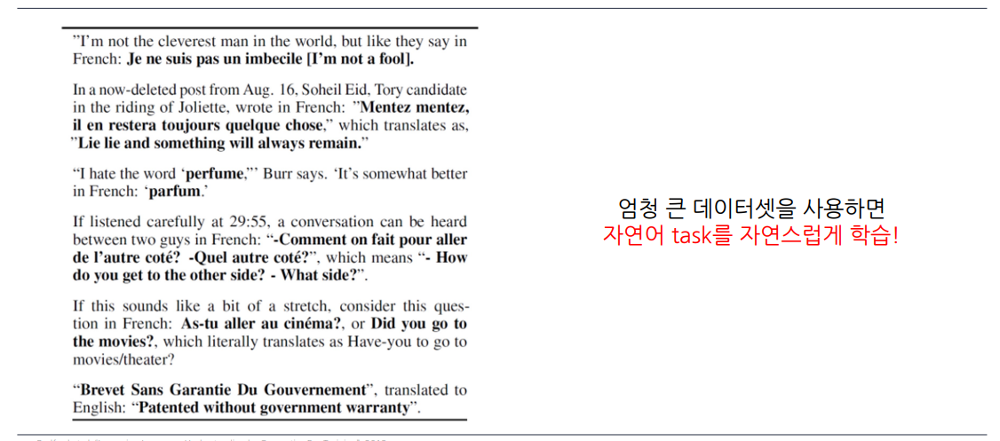 "I'm not the cleverest man in the world, but like they say in
French: Je ne suis pas un imbecile [I'm not a fool].
In a now-deleted post from Aug. 16, Soheil Eid, Tory candidate
in the riding of Joliette, wrote in French: "Mentez mentez,
il en restera toujours quelque chose," which translates as,
"Lie lie and something will always remain."
“I hate the word ‘perfume,”’ Burr says. ‘It's somewhat better
in French: ‘parfum.’
If listened carefully at 29:55, a conversation can be heard
between two guys in French: “-Comment on fait pour aller
de l'autre coté? -Quel autre coté?”, which means “- How
do you get to the other side? - What side?”.
If this sounds like a bit of a stretch, consider this ques-
tion in French: As-tu aller au cinéma?, or Did you go to
the movies?, which literally translates as Have-you to go to
movies/theater?
“Brevet Sans Garantie Du Gouvernement”, translated to
English: “Patented without government warranty”.
엄청 큰 데이터셋을 사용하면
자연어 task를 자연스럽게 학습!